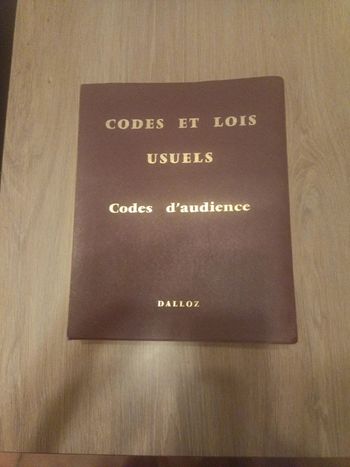 CODES ET LOIS
USUELS
Codes d'audience
DALLOZ